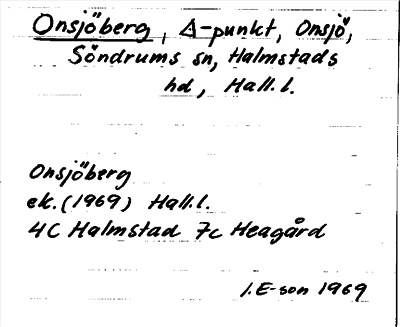 Onsjöberg, Δ-punkt, Onsjö,
Söndrums sn, Halmstads
hd, Hall.l.
Onsjöberg
ek. (1969) Hall.l.
4C Halmstad 7c Heagård
I.E-son 1969